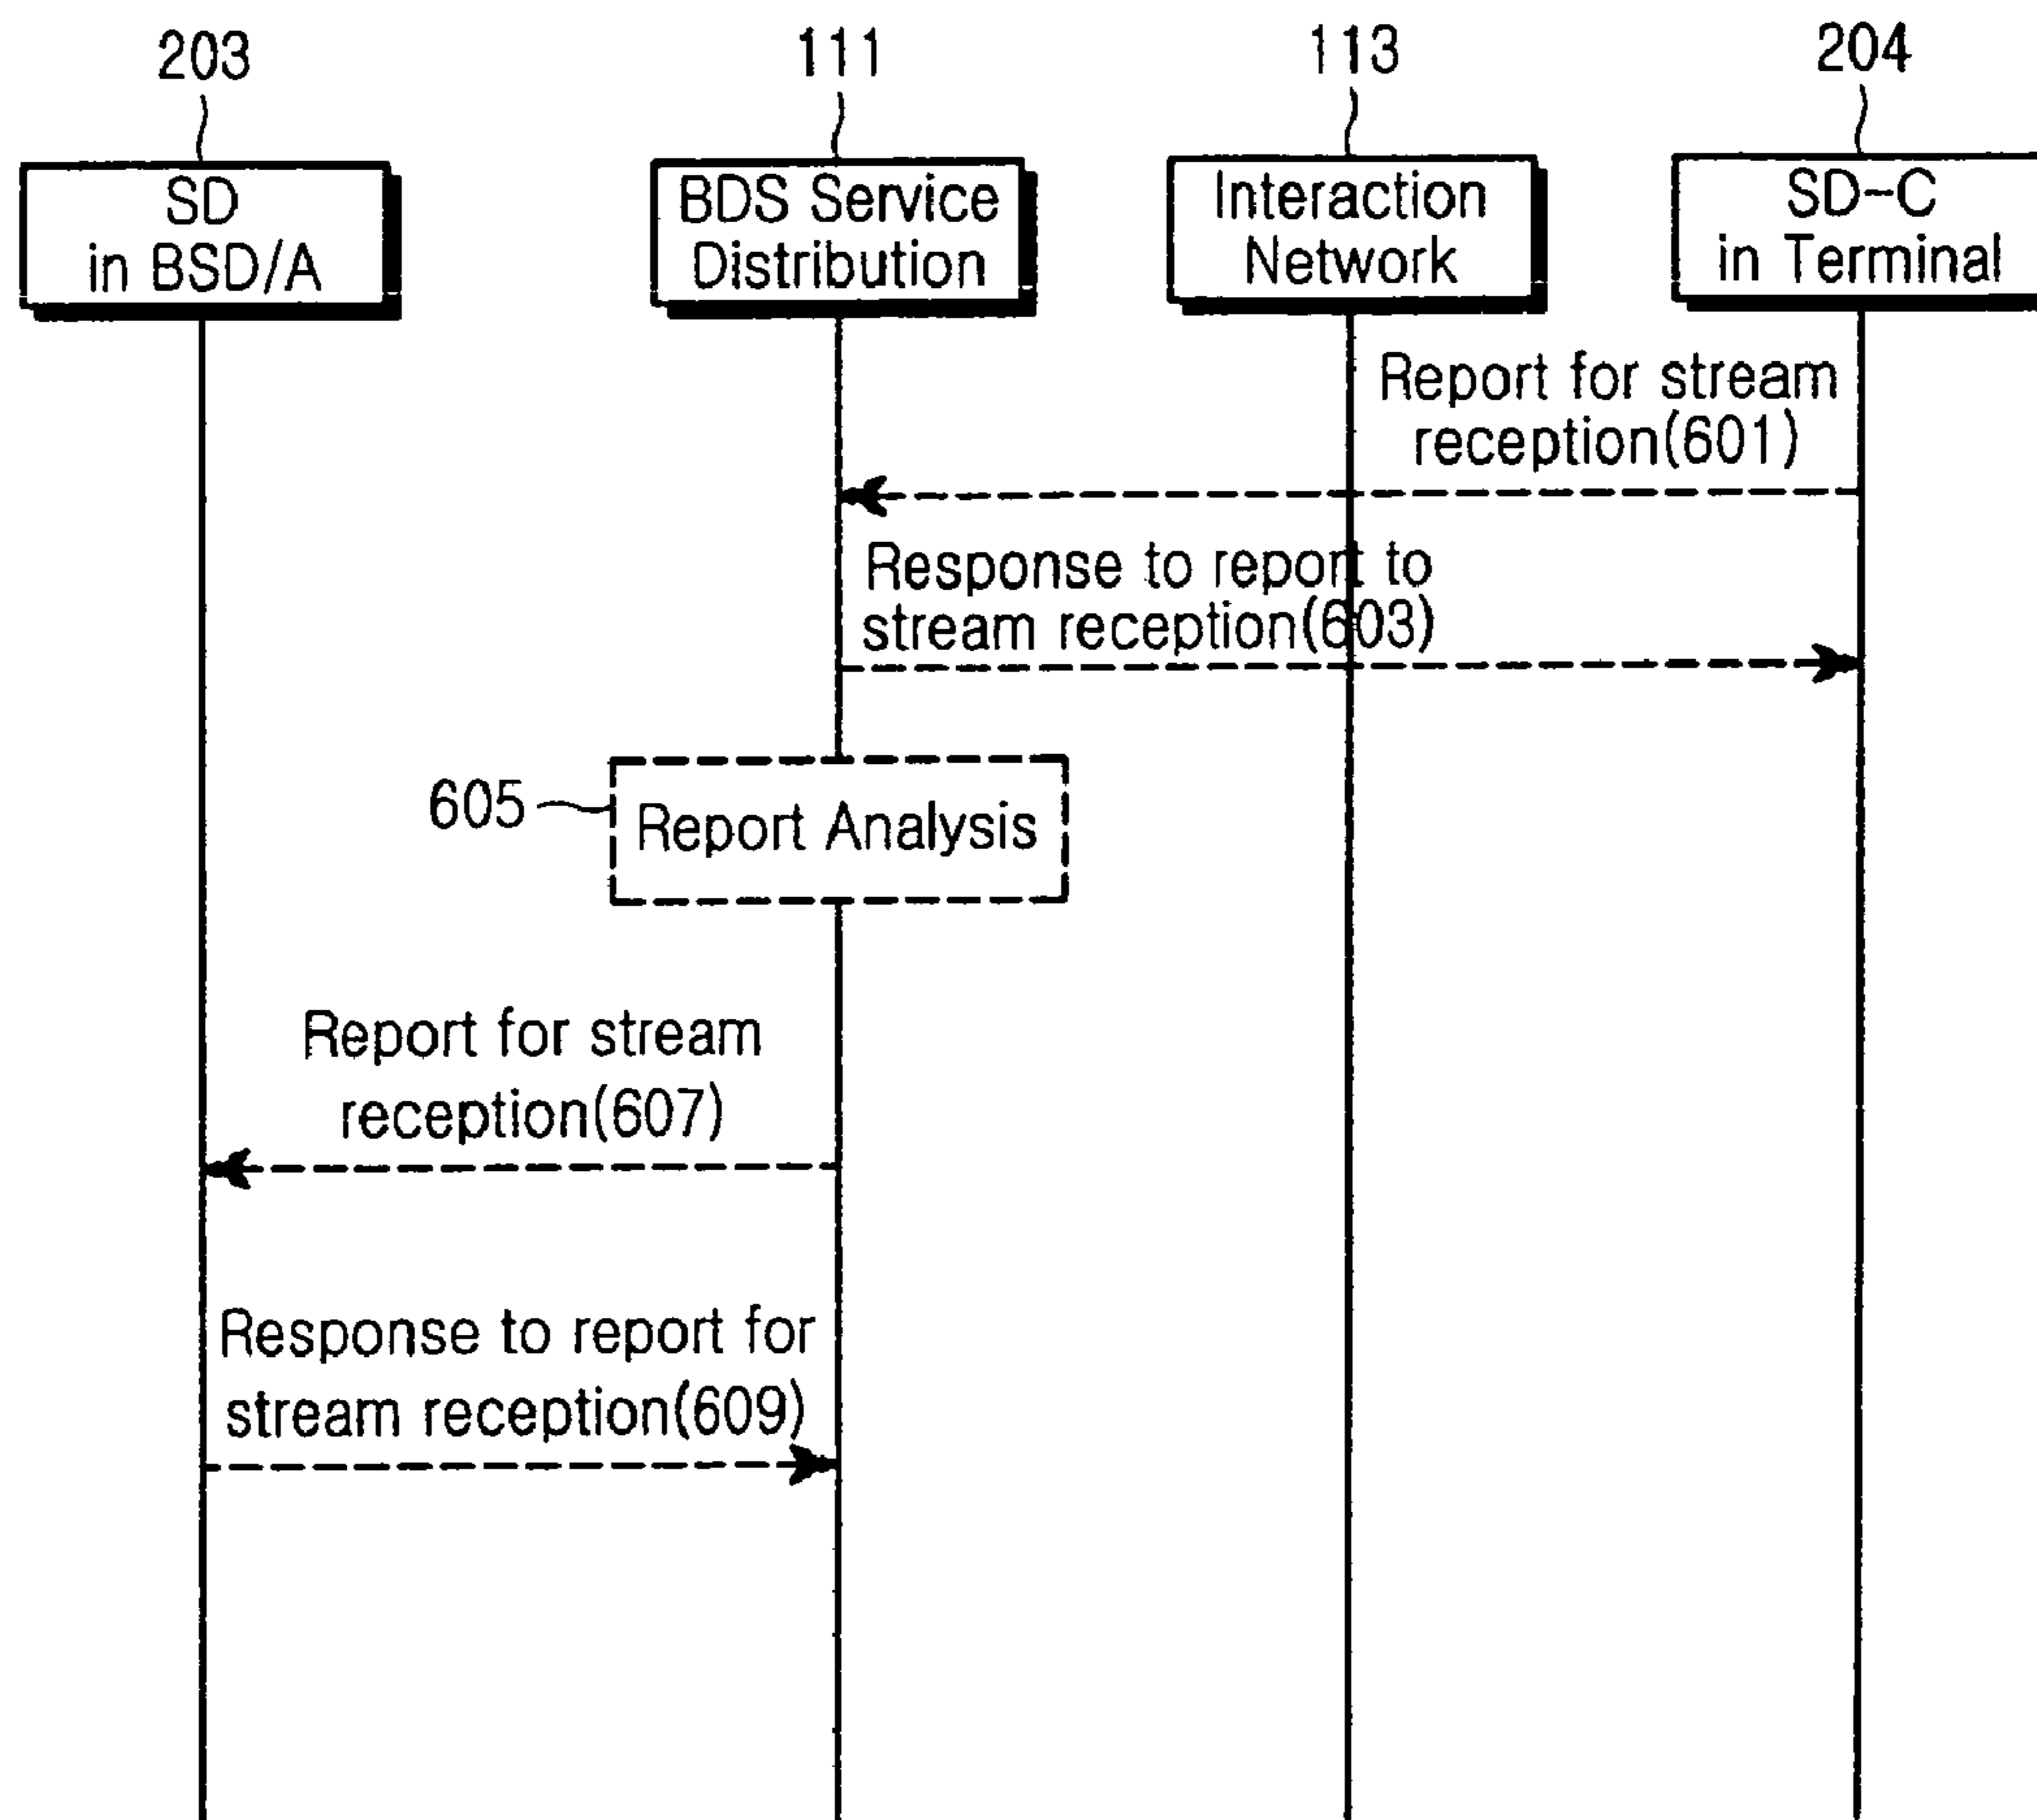 203
111
113
204
SD
in BSD/A
BDS Service
Distribution
Interaction
Network
SD-C
in Terminal
Report for stream
reception(601)
Response to report to
stream reception(603)
605
Report Analysis
Report for stream
reception(607)
Response to report for
stream reception(609)